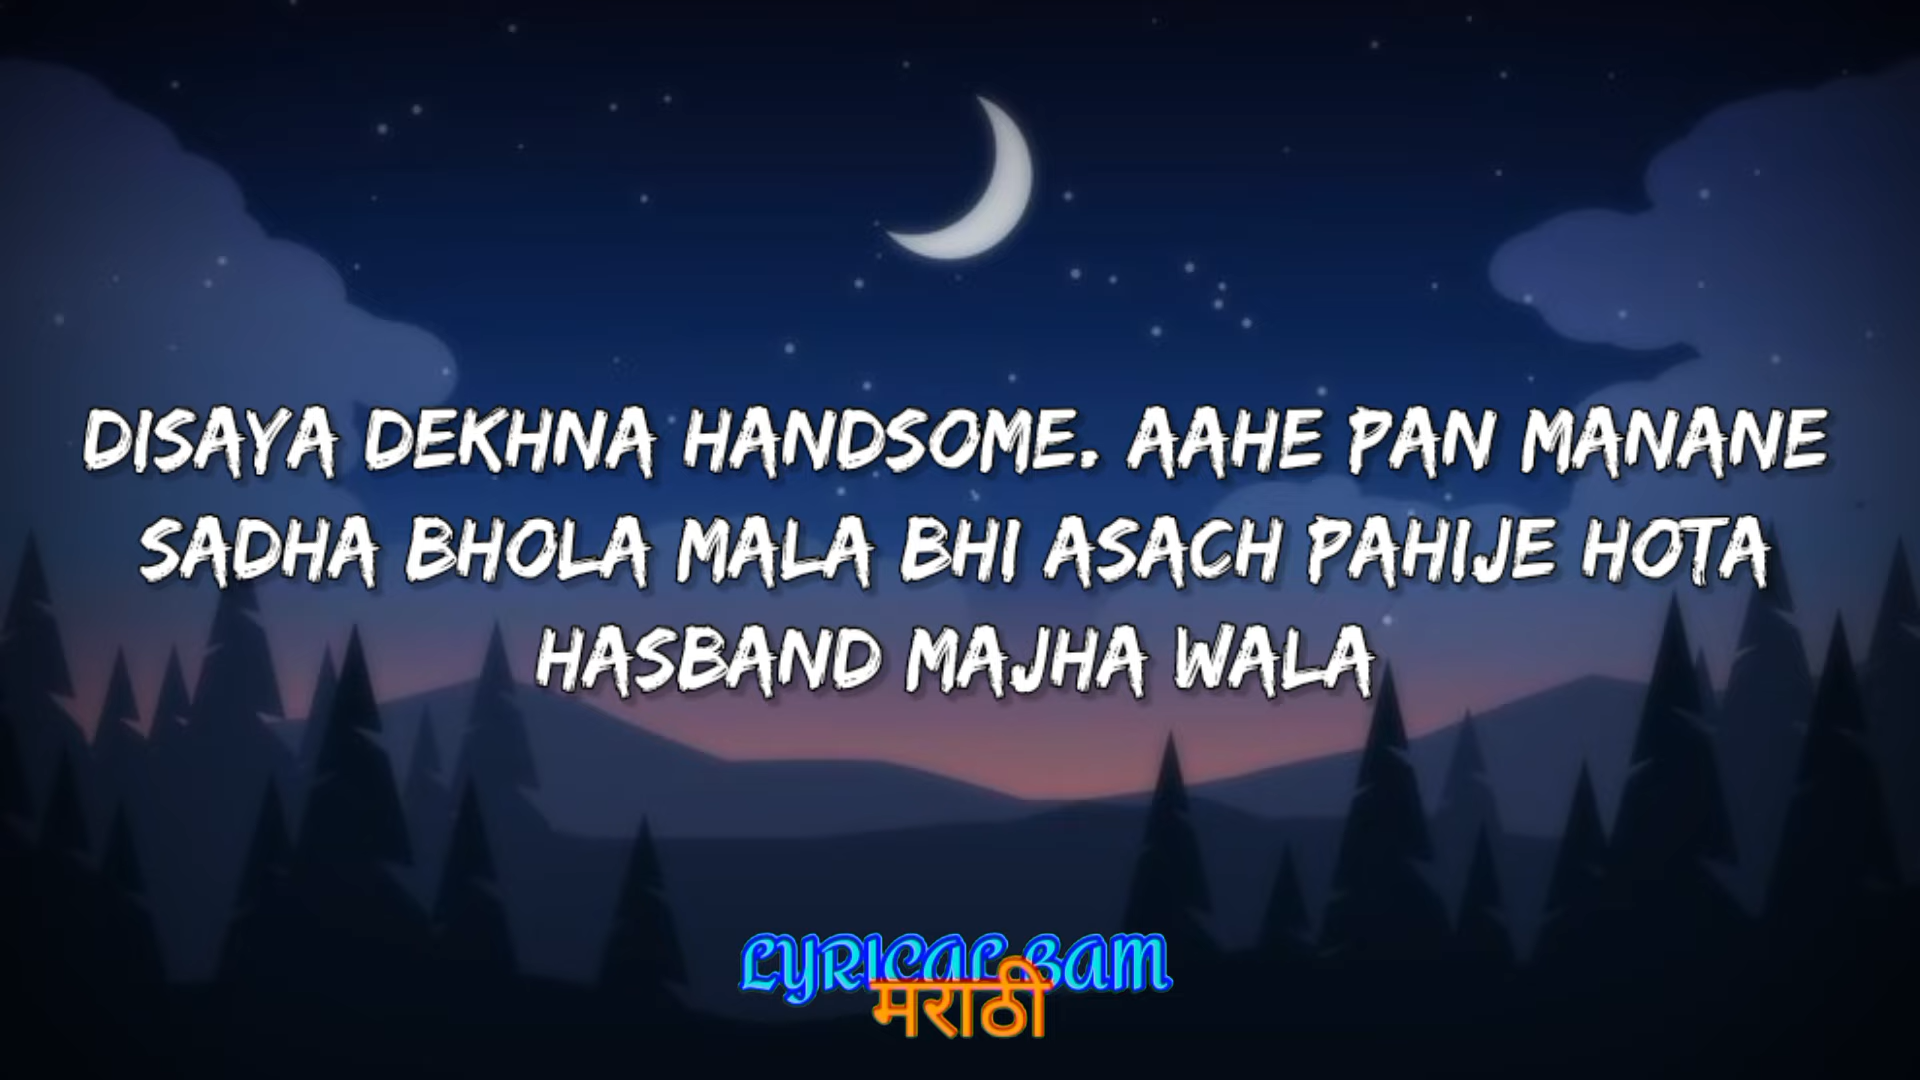 DISAYA DEKHNA HANDSOME. AAHE PAN MANANE
SADHA BHOLA MALA BHI ASACH PAHIJE HOTA
HASBAND MAJHA WALA
LYRICAL BAM
मराठी